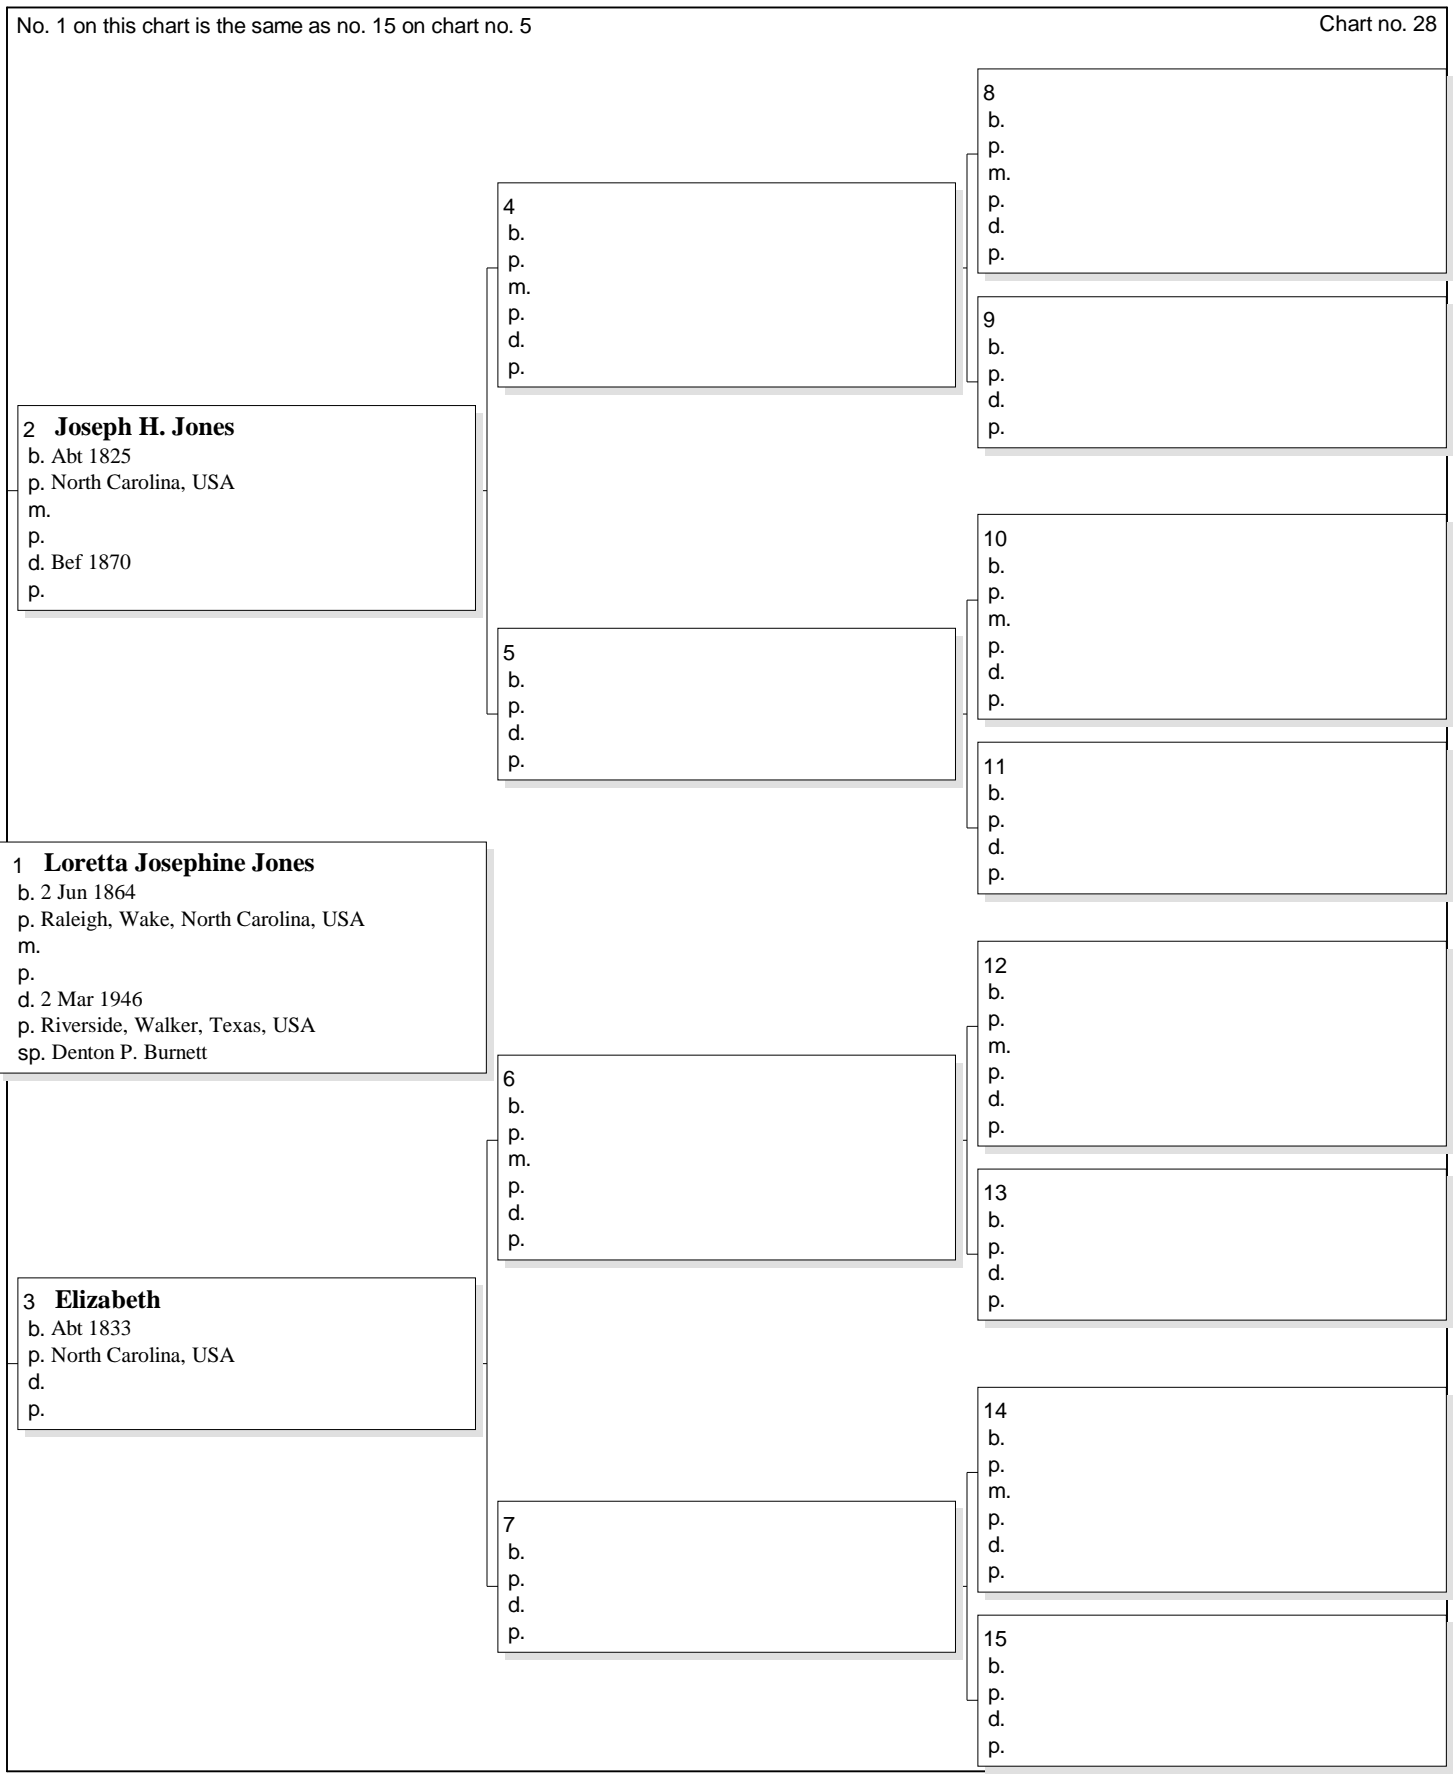 No. 1 on this chart is the same as no. 15 on chart no. 5
Chart no. 28
8
b.
p.
m.
p.
d.
p.
4
b.
p.
m.
p.
d.
p.
9
b.
p.
d.
p.
2 Joseph H. Jones
b. Abt 1825
p. North Carolina, USA
m.
p.
d. Bef 1870
p.
10
b.
p.
m.
p.
d.
p.
5
b.
p.
d.
p.
11
b.
p.
d.
p.
1 Loretta Josephine Jones
b. 2 Jun 1864
p. Raleigh, Wake, North Carolina, USA
m.
p.
d. 2 Mar 1946
p. Riverside, Walker, Texas, USA
sp. Denton P. Burnett
12
b.
p.
m.
p.
d.
p.
6
b.
p.
m.
p.
d.
p.
13
b.
p.
d.
p.
3 Elizabeth
b. Abt 1833
p. North Carolina, USA
d.
p.
14
b.
p.
m.
p.
d.
p.
7
b.
p.
d.
p.
15
b.
p.
d.
p.